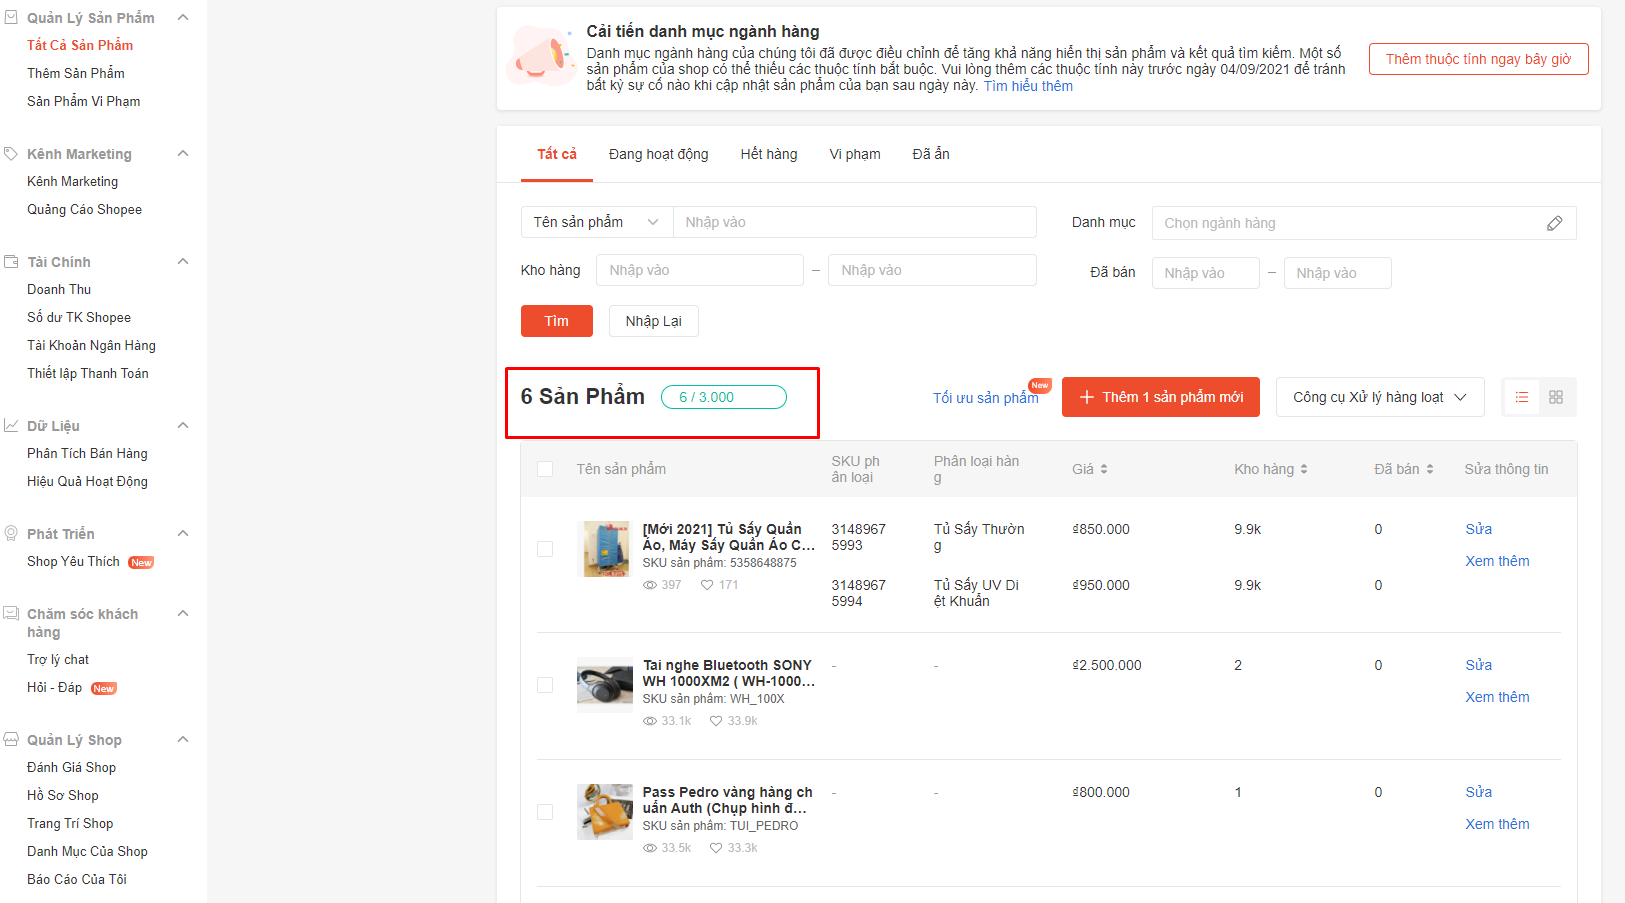 Quản Lý Sản Phẩm
Tất Cả Sản Phẩm
Thêm Sản Phẩm
Sản Phẩm Vi Phạm
Kênh Marketing
Kênh Marketing
Quảng Cáo Shopee
Tài Chính
Doanh Thu
Số dư TK Shopee
Tài Khoản Ngân Hàng
Thiết lập Thanh Toán
Dữ Liệu
Phân Tích Bán Hàng
Hiệu Quả Hoạt Động
Phát Triển
Shop Yêu Thích New
Chăm sóc khách
hàng
Trợ lý chat
Hỏi - Đáp New
Quản Lý Shop
Đánh Giá Shop
Hồ Sơ Shop
Trang Trí Shop
Danh Mục Của Shop
Báo Cáo Của Tôi
Cải tiến danh mục ngành hàng
Danh mục ngành hàng của chúng tôi đã được điều chỉnh để tăng khả năng hiển thị sản phẩm và kết quả tìm kiếm. Một số
sản phẩm của shop có thể thiếu các thuộc tính bắt buộc. Vui lòng thêm các thuộc tính này trước ngày 04/09/2021 để tránh
bất kỳ sự cố nào khi cập nhật sản phẩm của bạn sau ngày này. Tìm hiểu thêm
Thêm thuộc tính ngay bây giờ
Tất cả Đang hoạt động Hết hàng Vi phạm Đã ẩn
Tên sản phẩm Nhập vào Danh mục Chọn ngành hàng
Kho hàng Nhập vào – Nhập vào Đã bán Nhập vào – Nhập vào
Tìm Nhập Lại
6 Sản Phẩm 6 / 3.000 Tối ưu sản phẩm New Thêm 1 sản phẩm mới Công cụ Xử lý hàng loạt
Tên sản phẩm
SKU ph
ân loại
Phân loại hàn
g
Giá Kho hàng Đã bán Sửa thông tin
[Mới 2021] Tủ Sấy Quần
Áo, Máy Sấy Quần Áo C...
SKU sản phẩm: 5358648875
397 171
3148967
5993
Tủ Sấy Thườn
g
₫850.000 9.9k 0 Sửa
Xem thêm
3148967
5994
Tủ Sấy UV Di
ệt Khuẩn
₫950.000 9.9k 0
Tai nghe Bluetooth SONY
WH 1000XM2 ( WH-1000...
SKU sản phẩm: WH_100X
33.1k 33.9k
- - ₫2.500.000 2 0 Sửa
Xem thêm
Pass Pedro vàng hàng ch
uẩn Auth (Chụp hình đ...
SKU sản phẩm: TUI_PEDRO
33.5k 33.3k
- - ₫800.000 1 0 Sửa
Xem thêm